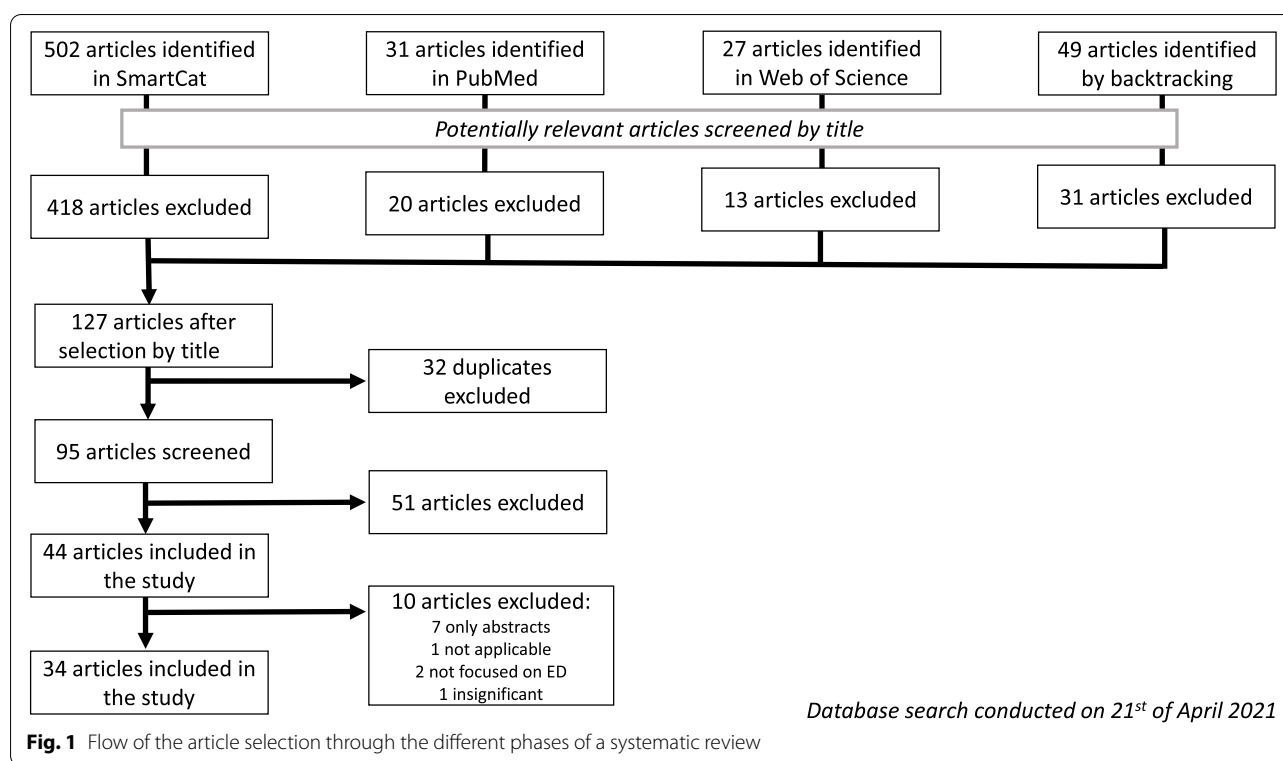 502 articles identified
in SmartCat
31 articles identified
in PubMed
27 articles identified
in Web of Science
49 articles identified
by backtracking
Potentially relevant articles screened by title
418 articles excluded
20 articles excluded
13 articles excluded
31 articles excluded
127 articles after
selection by title
32 duplicates
excluded
95 articles screened
51 articles excluded
44 articles included in
the study
10 articles excluded:
7 only abstracts
1 not applicable
2 not focused on ED
1 insignificant
34 articles included in
the study
Database search conducted on 21st of April 2021
Fig. 1 Flow of the article selection through the different phases of a systematic review